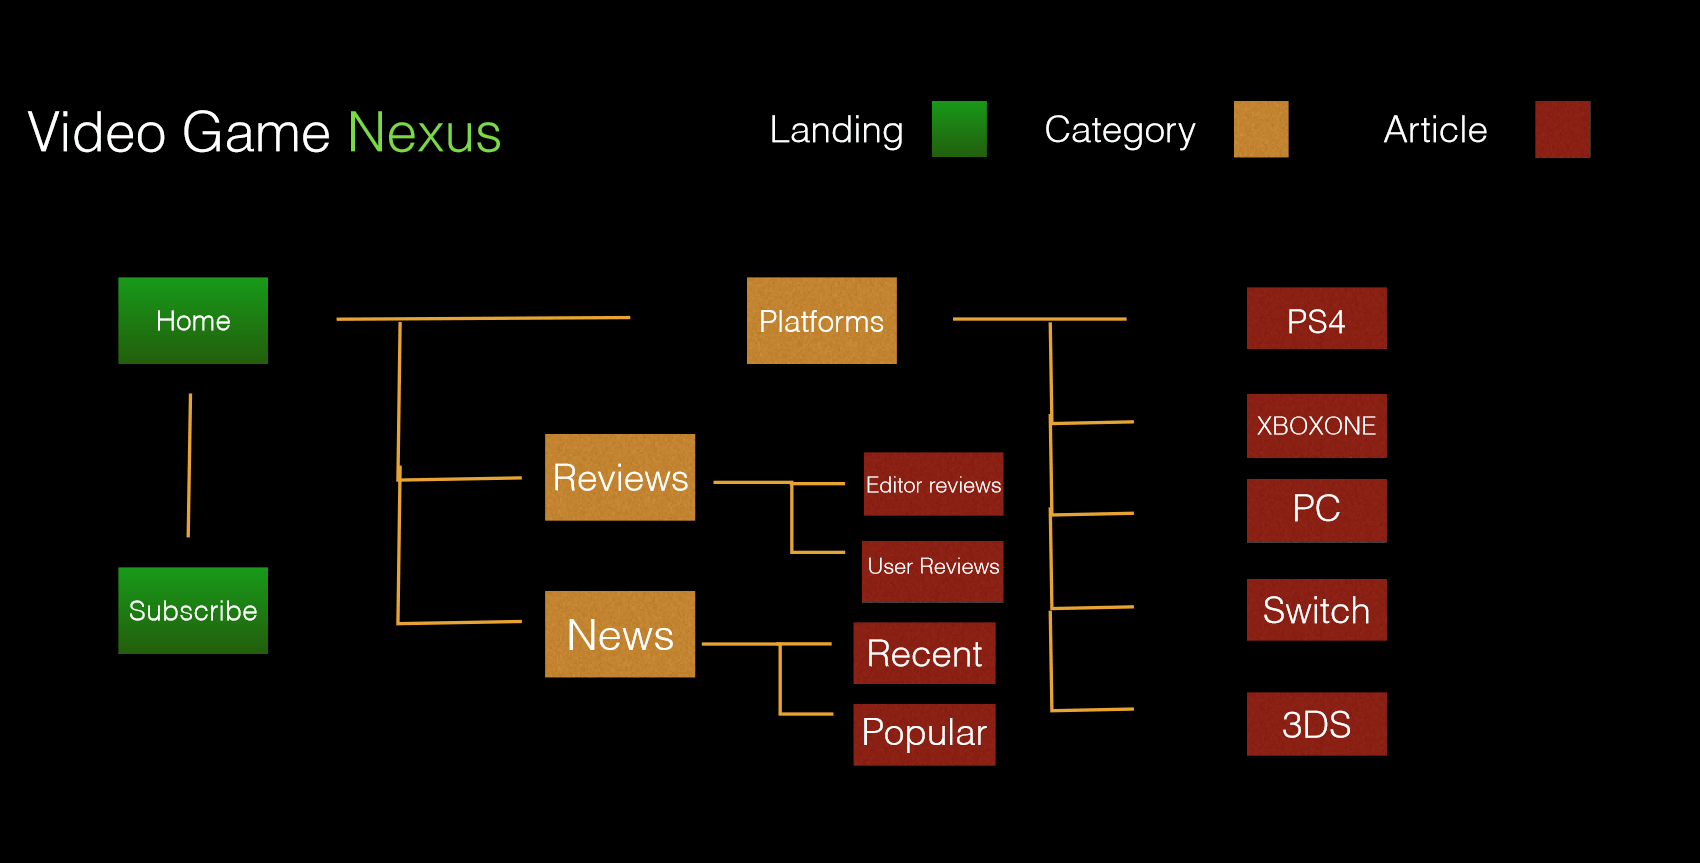 Video Game Nexus
Landing
Category
Article
Home
Platforms
PS4
XBOXONE
Reviews
Editor reviews
PC
User Reviews
Subscribe
News
Switch
Recent
Popular
3DS